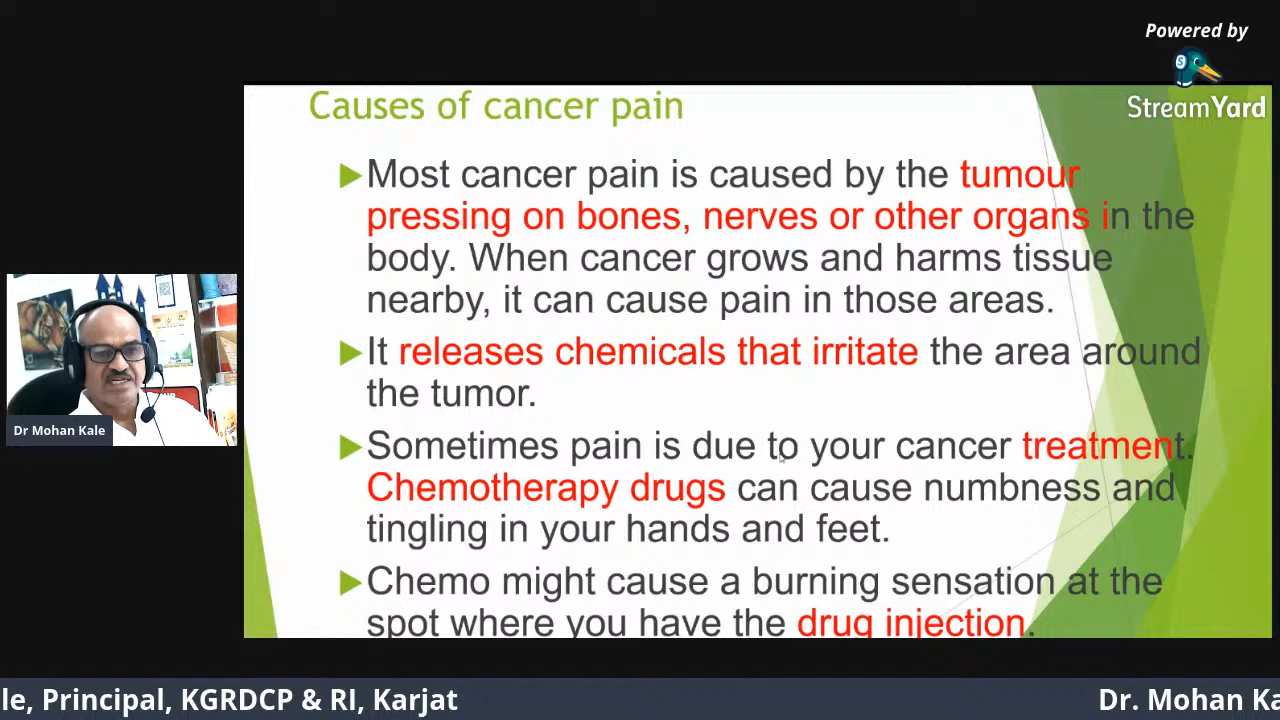 Powered by
StreamYard
Causes of cancer pain
Most cancer pain is caused by the tumour
pressing on bones, nerves or other organs in the
body. When cancer grows and harms tissue
nearby, it can cause pain in those areas.
It releases chemicals that irritate the area around
the tumor.
Sometimes pain is due to your cancer treatment.
Chemotherapy drugs can cause numbness and
tingling in your hands and feet.
Chemo might cause a burning sensation at the
spot where you have the drug injection.
Dr Mohan Kale
le, Principal, KGRDCP & RI, Karjat
Dr. Mohan Ka